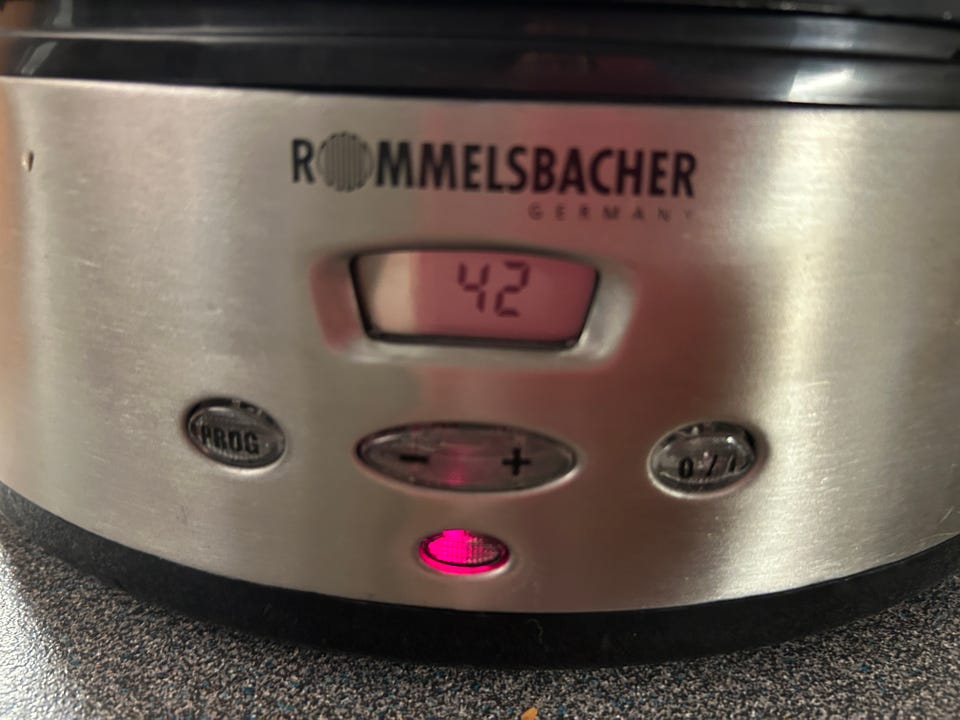 ROMMELSBACHER
GERMANY
42
PROG
- +
0 / I